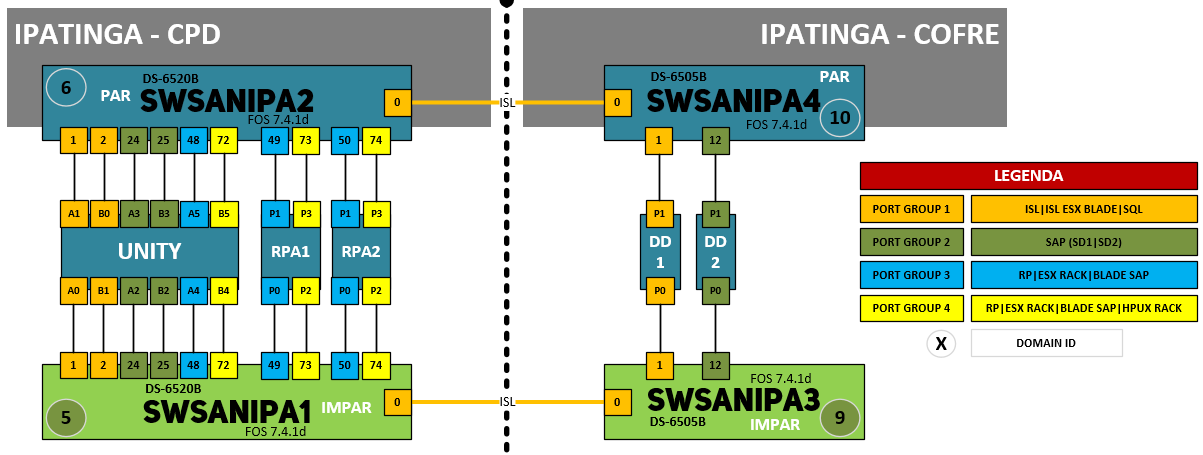 IPATINGA - CPD
IPATINGA - COFRE
6
PAR
DS-6520B
SWSANIPA2
FOS 7.4.1d
0
ISL
0
DS-6505B
PAR
SWSANIPA4
FOS 7.4.1d
10
1 2 24 25 48 72 49 73 50 74
1 12
A1 B0 A3 B3 A5 B5 P1 P3 P1 P3
P1 P1
UNITY
RPA1
RPA2
DD
1
DD
2
A0 B1 A2 B2 A4 B4 P0 P2 P0 P2
P0 P0
1 2 24 25 48 72 49 73 50 74
1 12
5
DS-6520B
SWSANIPA1
IMPAR
FOS 7.4.1d
0
ISL
0
FOS 7.4.1d
SWSANIPA3
DS-6505B
IMPAR
9
LEGENDA
PORT GROUP 1 ISL|ISL ESX BLADE|SQL
PORT GROUP 2 SAP (SD1|SD2)
PORT GROUP 3 RP|ESX RACK|BLADE SAP
PORT GROUP 4 RP|ESX RACK|BLADE SAP|HPUX RACK
X DOMAIN ID